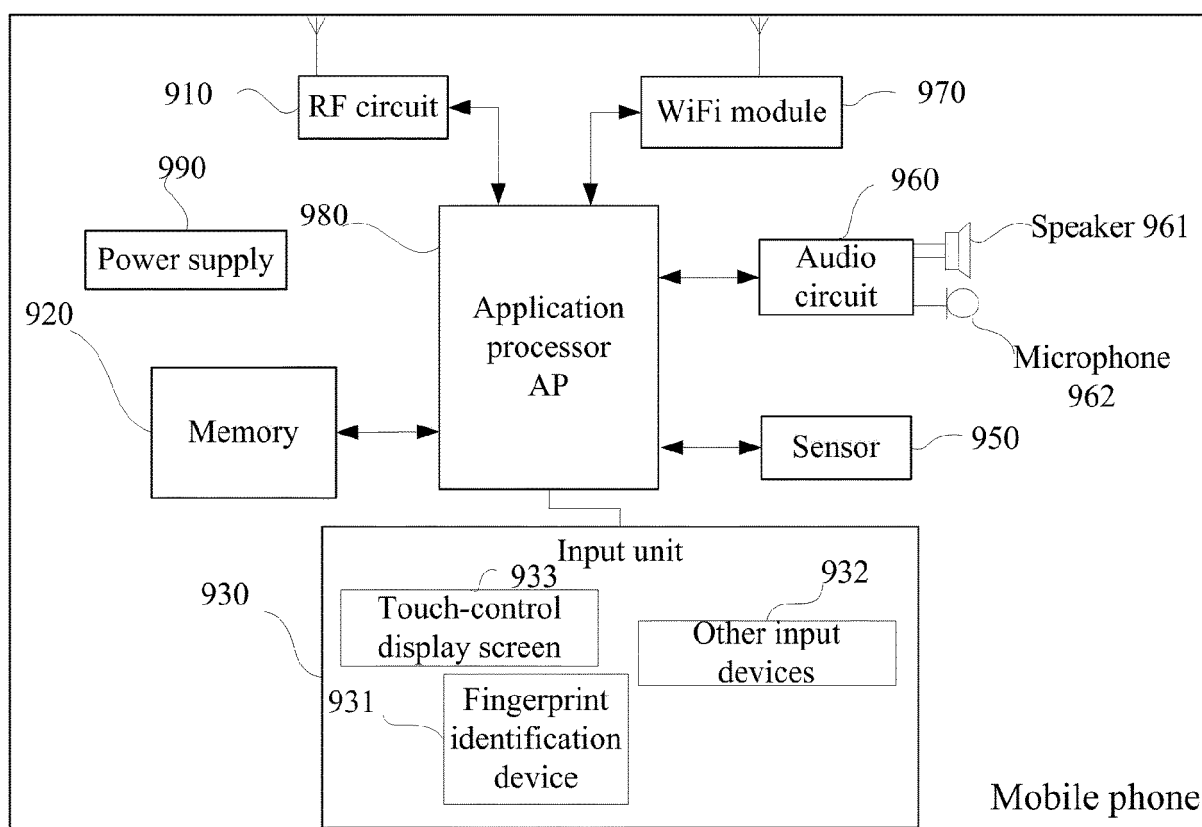 910
RF circuit
WiFi module
970
990
Power supply
980
960
Speaker 961
Audio
circuit
Application
processor
AP
920
Memory
Microphone
962
Sensor
950
Input unit
930
933
Touch-control
display screen
932
Other input
devices
931
Fingerprint
identification
device
Mobile phone